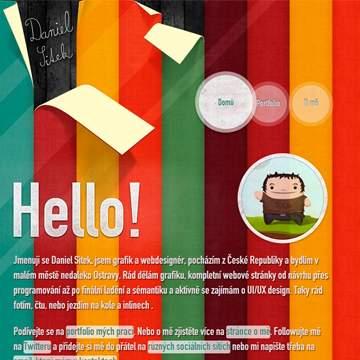 Daniel
Sitek
Domů
Portfolio
O mě
Hello!
Jmenuji se Daniel Sitek, jsem grafik a webdesignér, pocházím z České Republiky a bydlím v
malém městě nedaleko Ostravy. Rád dělám grafiku, kompletní webové stránky od návrhu přes
programování až po finální ladění a sémantiku a aktivně se zajímám o UI/UX design. Taky rád
fotím, čtu, nebo jezdím na kole a inlinech .
Podívejte se na portfolio mých prací. Nebo o mě zjistěte více na stránce o mě. Followujte mě
na Twitteru a přidejte si mě do přátel na různých sociálních sítích nebo mi napište třeba na